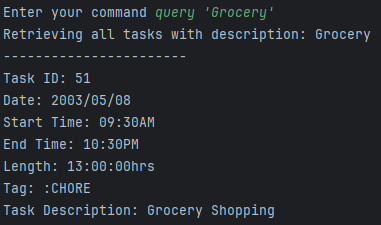 Enter your command query 'Grocery'
Retrieving all tasks with description: Grocery
-----------------------
Task ID: 51
Date: 2003/05/08
Start Time: 09:30AM
End Time: 10:30PM
Length: 13:00:00hrs
Tag: :CHORE
Task Description: Grocery Shopping